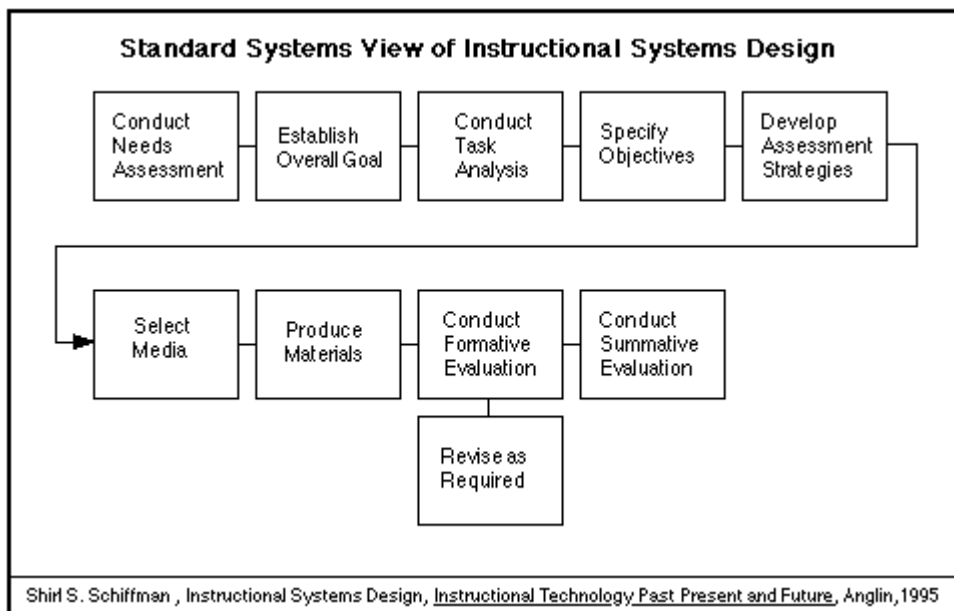 Standard Systems View of Instructional Systems Design
Conduct
Needs
Assessment
Establish
Overall Goal
Conduct
Task
Analysis
Specify
Objectives
Develop
Assessment
Strategies
Select
Media
Produce
Materials
Conduct
Formative
Evaluation
Conduct
Summative
Evaluation
Revise as
Required
Shirl S. Schiffman , Instructional Systems Design, Instructional Technology Past Present and Future, Anglin,1995